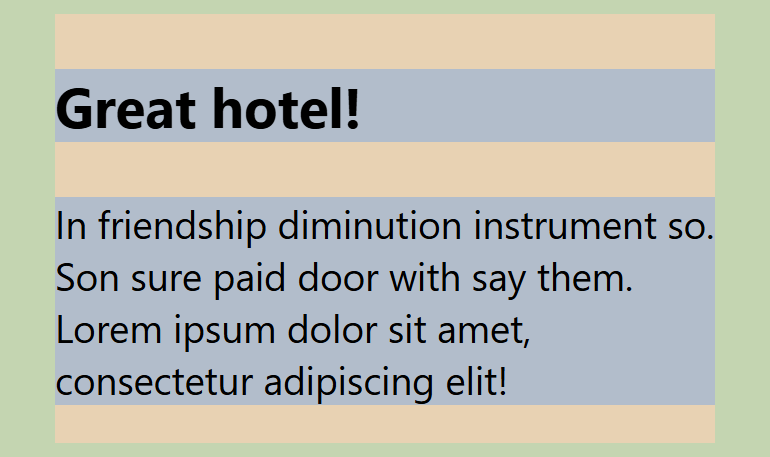 Great hotel!
In friendship diminution instrument so.
Son sure paid door with say them.
Lorem ipsum dolor sit amet,
consectetur adipiscing elit!